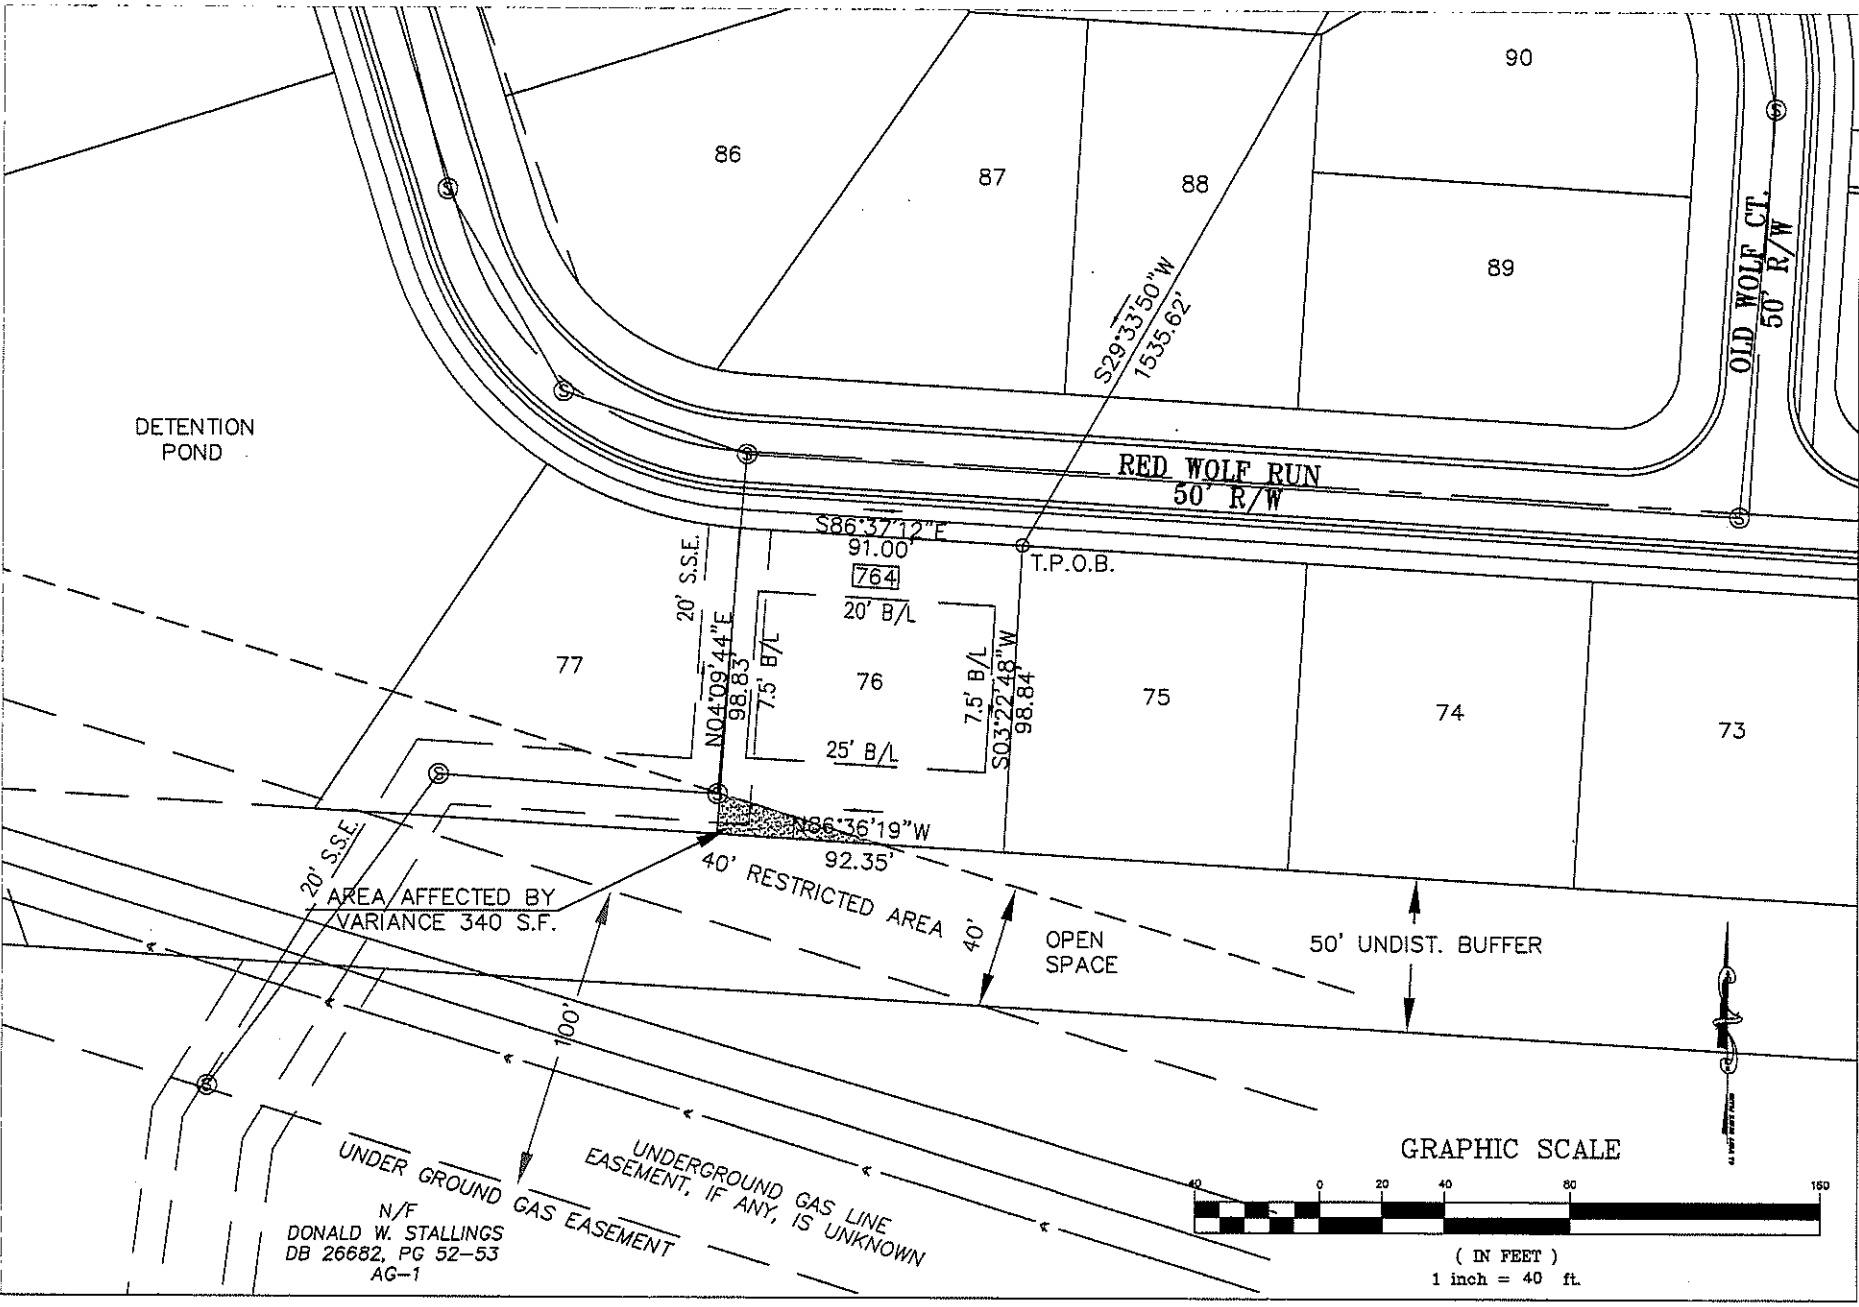 90
86
87
88
89
OLD WOLF CT.
50' R/W
S29°33'50"W
1535.62'
DETENTION
POND
RED WOLF RUN
50' R/W
S86°37'12"E
91.00'
T.P.O.B.
764
20' B/L
20' S.S.E.
N04°09'44"E
98.83'
7.5' B/L
7.5' B/L
S03°22'48"W
98.84'
77
76
75
74
73
25' B/L
N86°36'19"W
92.35'
20' S.S.E.
AREA AFFECTED BY
VARIANCE 340 S.F.
40' RESTRICTED AREA
40'
OPEN
SPACE
50' UNDIST. BUFFER
100'
UNDER GROUND GAS EASEMENT
UNDERGROUND GAS LINE
EASEMENT, IF ANY, IS UNKNOWN
N/F
DONALD W. STALLINGS
DB 26682, PG 52-53
AG-1
GRAPHIC SCALE
40 0 20 40 80 160
( IN FEET )
1 inch = 40 ft.